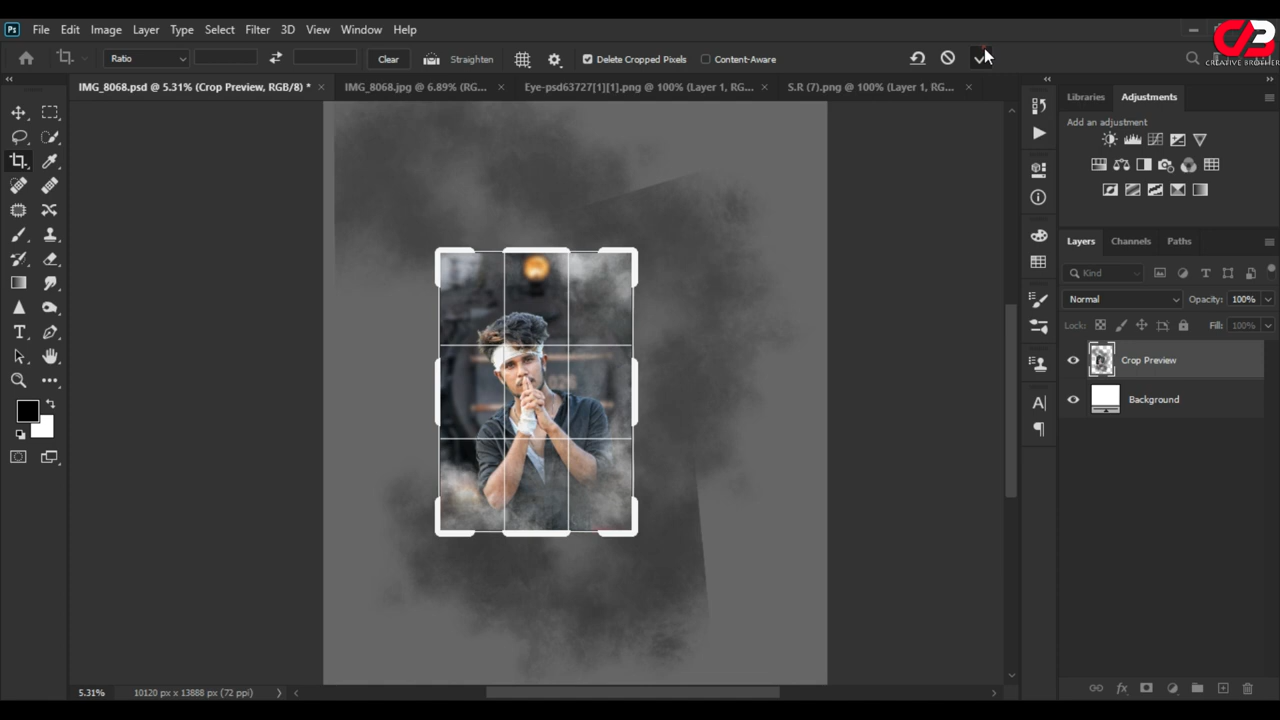 Ps File Edit Image Layer Type Select Filter 3D View Window Help
Ratio Clear Straighten Delete Cropped Pixels Content-Aware
CREATIVE BROTHER
IMG_8068.psd @ 5.31% (Crop Preview, RGB/8) * × IMG_8068.jpg @ 6.89% (RG... × Eye-psd63727[1][1].png @ 100% (Layer 1, RG... × S.R (7).png @ 100% (Layer 1, RG... ×
Libraries Adjustments
Add an adjustment
Layers Channels Paths
Kind
Normal Opacity: 100%
Lock: Fill: 100%
Crop Preview
Background
5.31% 10120 px x 13888 px (72 ppi)